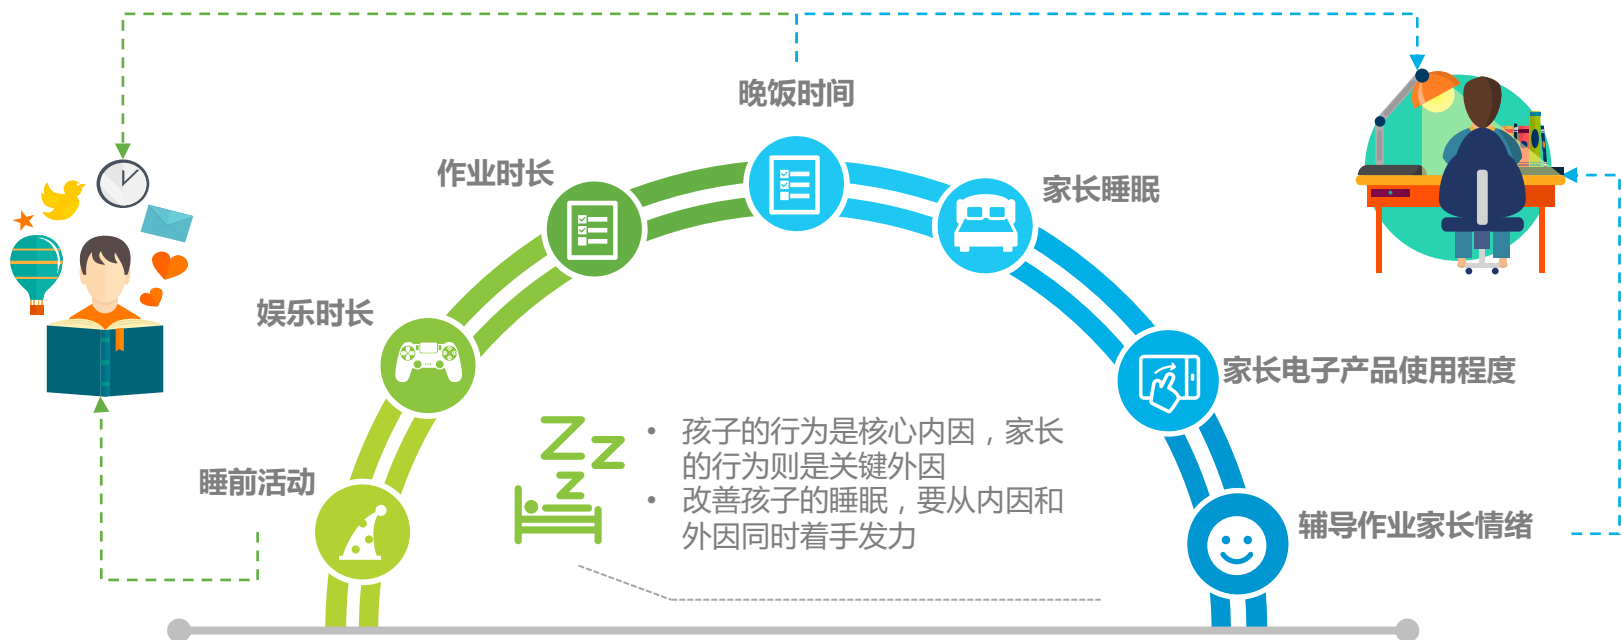 晚饭时间
作业时长
家长睡眠
娱乐时长
家长电子产品使用程度
睡前活动
辅导作业家长情绪
• 孩子的行为是核心内因，家长
的行为则是关键外因
• 改善孩子的睡眠，要从内因和
外因同时着手发力